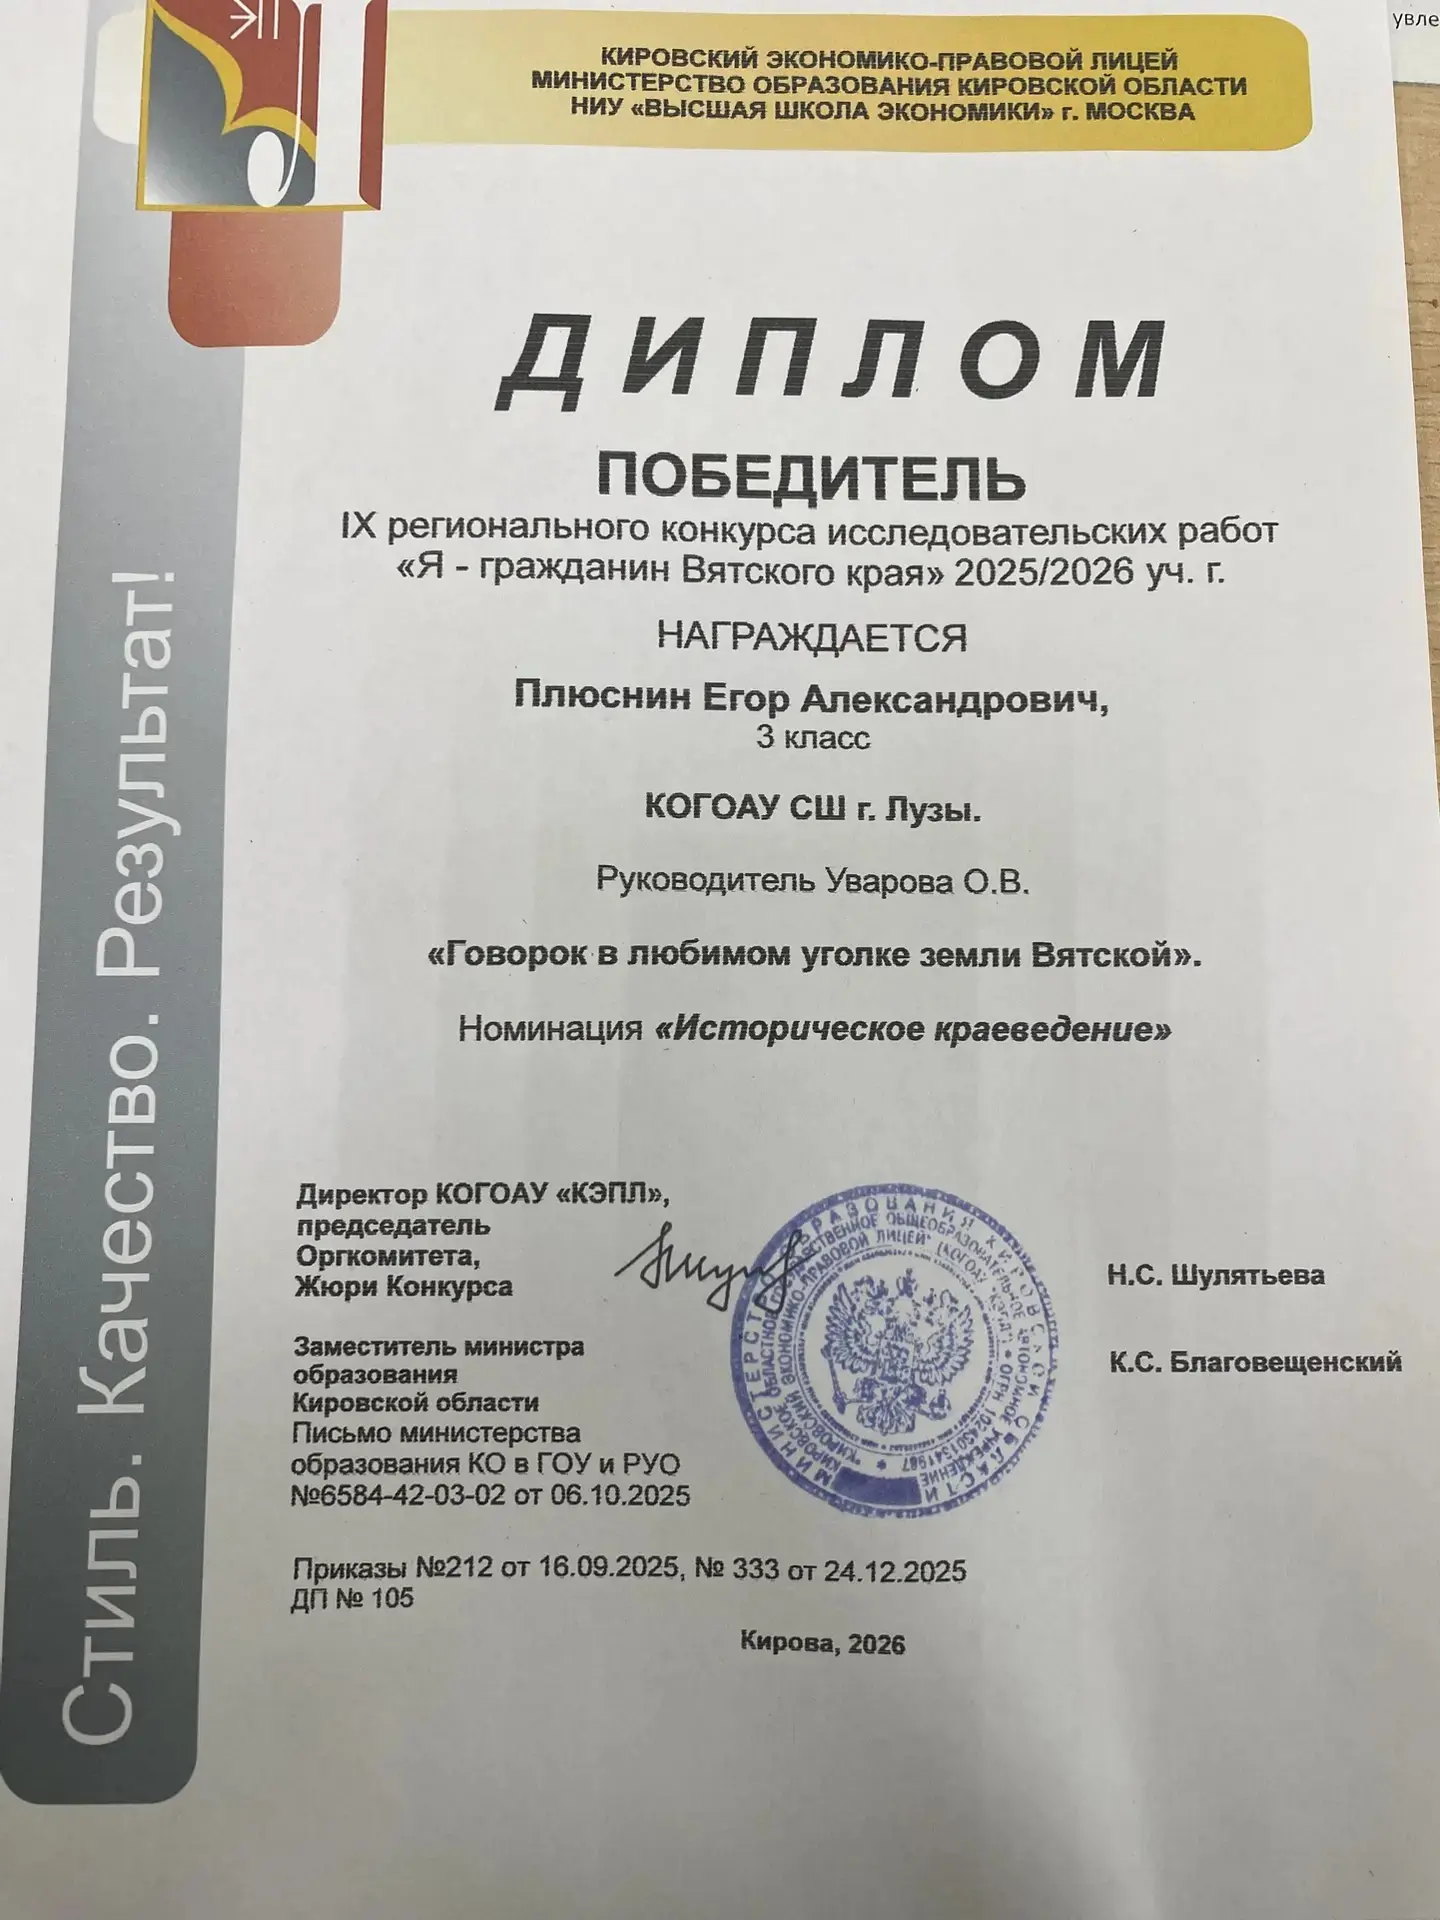 увле
КИРОВСКИЙ ЭКОНОМИКО-ПРАВОВОЙ ЛИЦЕЙ
МИНИСТЕРСТВО ОБРАЗОВАНИЯ КИРОВСКОЙ ОБЛАСТИ
НИУ «ВЫСШАЯ ШКОЛА ЭКОНОМИКИ» г. МОСКВА
ДИПЛОМ
ПОБЕДИТЕЛЬ
IX регионального конкурса исследовательских работ
«Я - гражданин Вятского края» 2025/2026 уч. г.
НАГРАЖДАЕТСЯ
Плюснин Егор Александрович,
3 класс
КОГОАУ СШ г. Лузы.
Руководитель Уварова О.В.
«Говорок в любимом уголке земли Вятской».
Номинация «Историческое краеведение»
Стиль. Качество. Результат!
Директор КОГОАУ «КЭПЛ»,
председатель
Оргкомитета,
Жюри Конкурса
Н.С. Шулятьева
Заместитель министра
образования
Кировской области
К.С. Благовещенский
Письмо министерства
образования КО в ГОУ и РУО
№6584-42-03-02 от 06.10.2025
МИНИСТЕРСТВО ОБРАЗОВАНИЯ КИРОВСКОЙ ОБЛАСТИ
Приказы №212 от 16.09.2025, № 333 от 24.12.2025
ДП № 105
Кирова, 2026